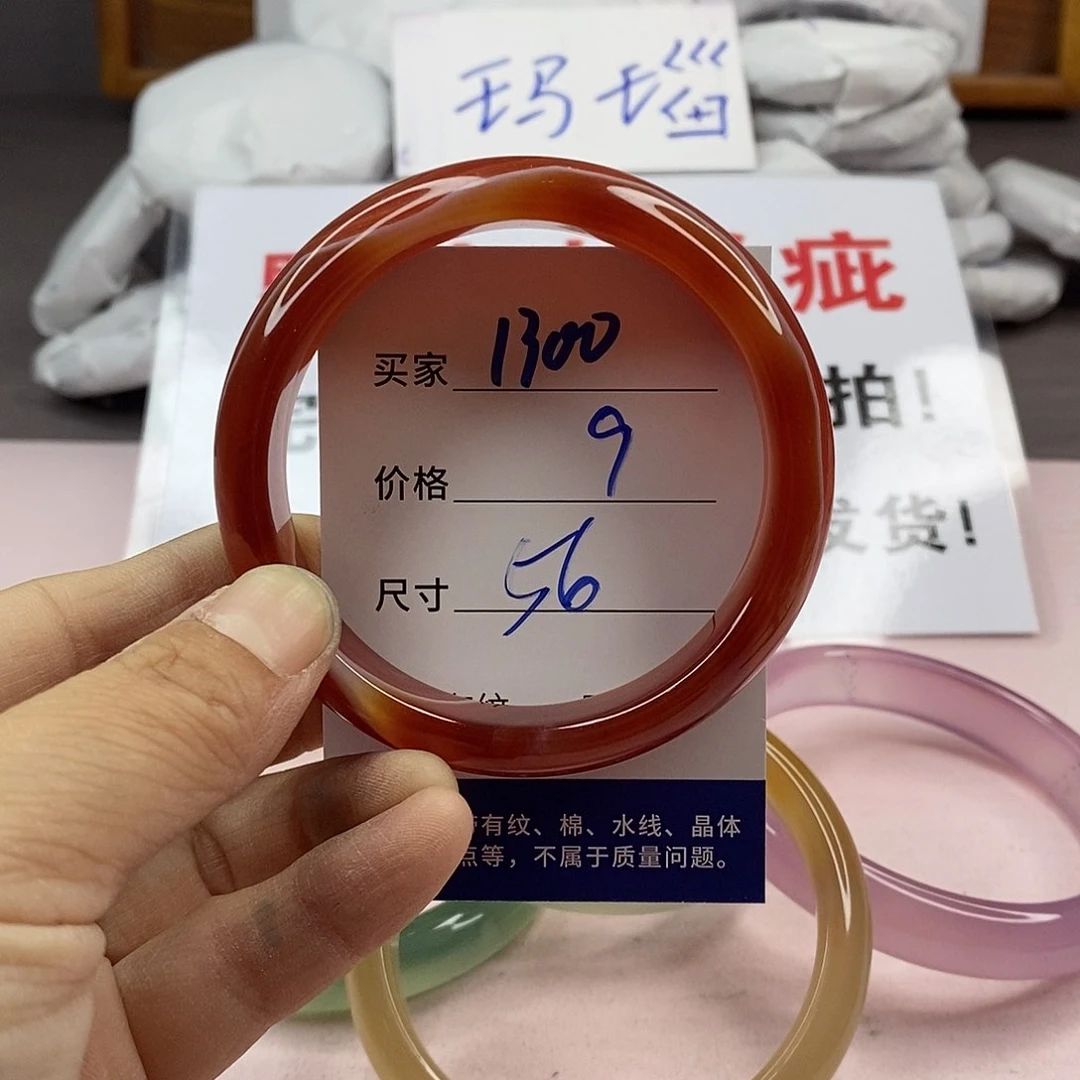 玛瑙
疵
拍!
发货!
买家 1300
价格 9
尺寸 56
有纹、棉、水线、晶体
点等，不属于质量问题。